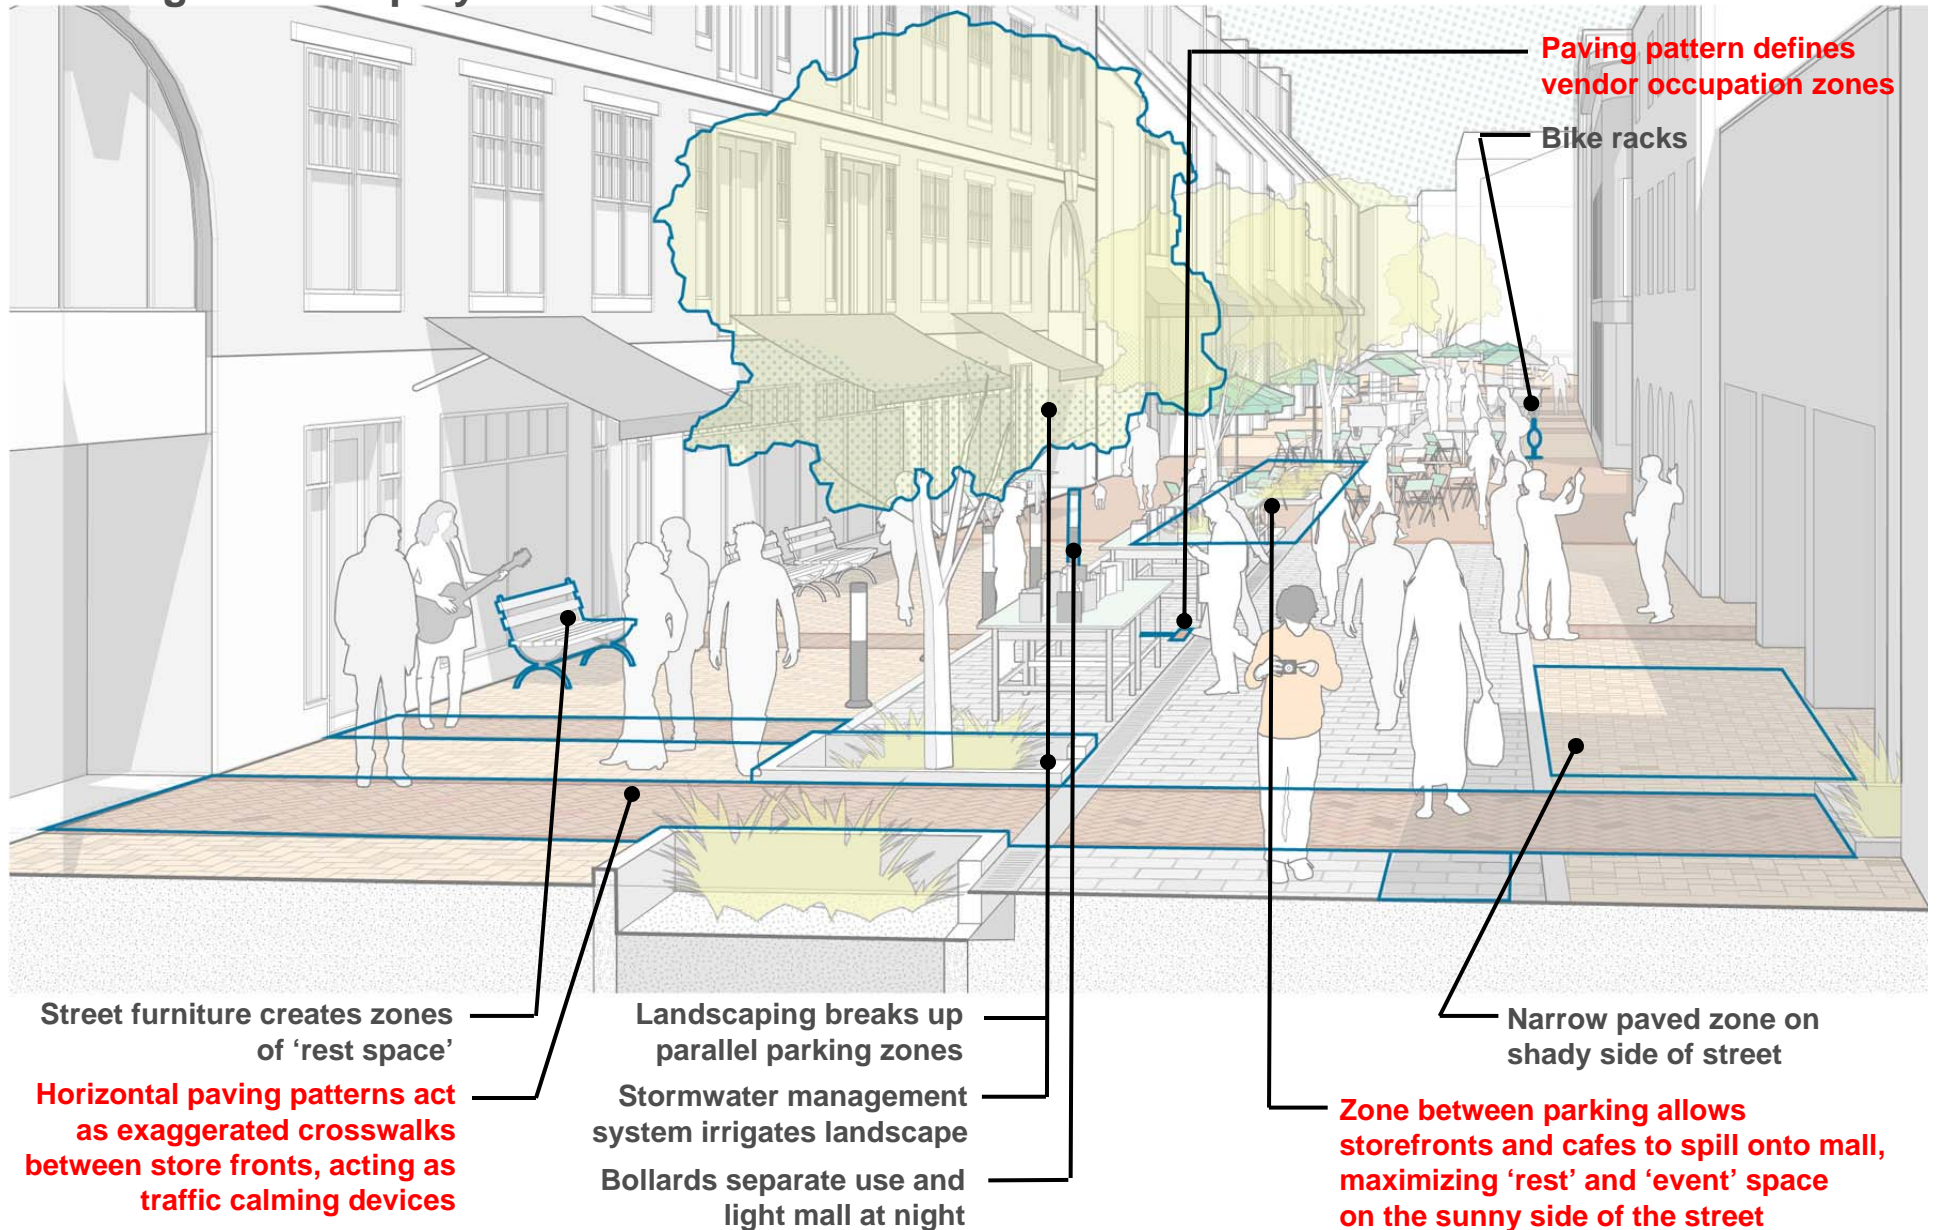 Paving pattern defines
vendor occupation zones
Bike racks
Street furniture creates zones
of ‘rest space’
Horizontal paving patterns act
as exaggerated crosswalks
between store fronts, acting as
traffic calming devices
Landscaping breaks up
parallel parking zones
Stormwater management
system irrigates landscape
Bollards separate use and
light mall at night
Narrow paved zone on
shady side of street
Zone between parking allows
storefronts and cafes to spill onto mall,
maximizing ‘rest’ and ‘event’ space
on the sunny side of the street